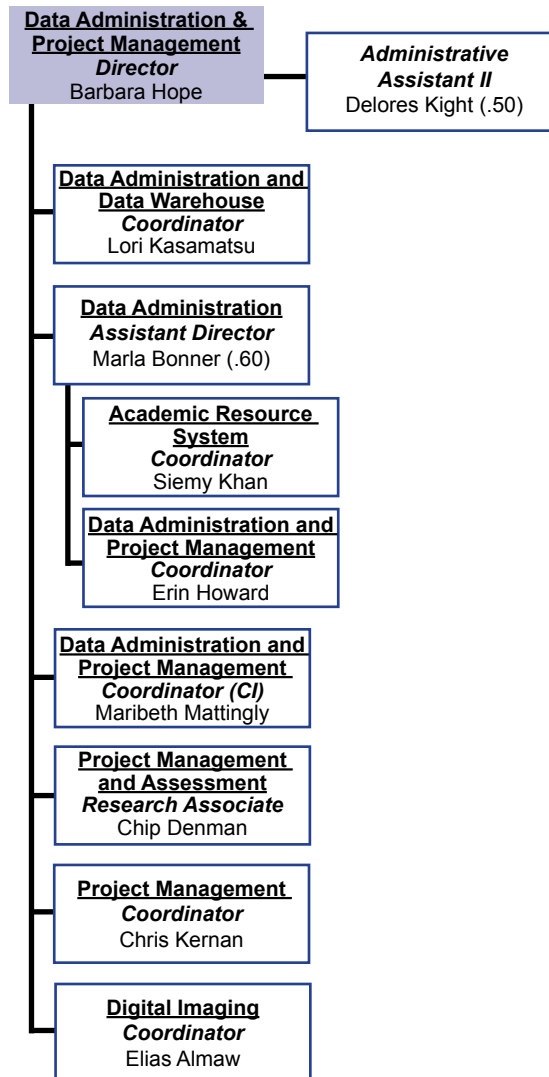 Data Administration &
Project Management
Director
Barbara Hope
Administrative
Assistant II
Delores Kight (.50)
Data Administration and
Data Warehouse
Coordinator
Lori Kasamatsu
Data Administration
Assistant Director
Marla Bonner (.60)
Academic Resource
System
Coordinator
Siemy Khan
Data Administration and
Project Management
Coordinator
Erin Howard
Data Administration and
Project Management
Coordinator (CI)
Maribeth Mattingly
Project Management
and Assessment
Research Associate
Chip Denman
Project Management
Coordinator
Chris Kernan
Digital Imaging
Coordinator
Elias Almaw